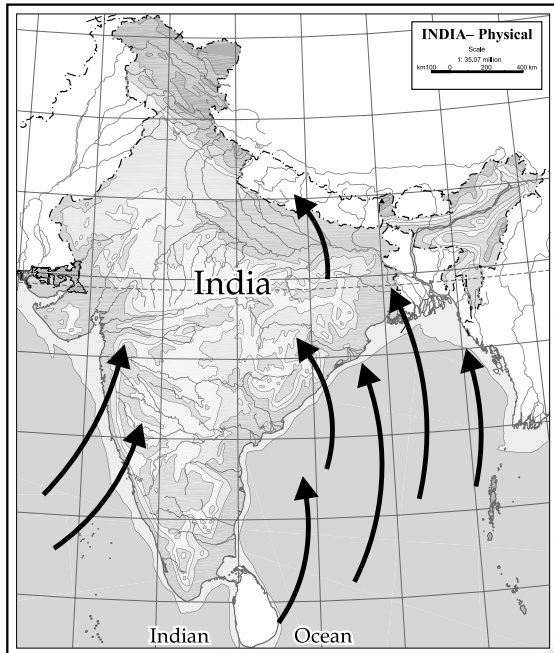 INDIA– Physical
Scale
1: 35.07 million
km100 0 200 400 km
India
Indian Ocean